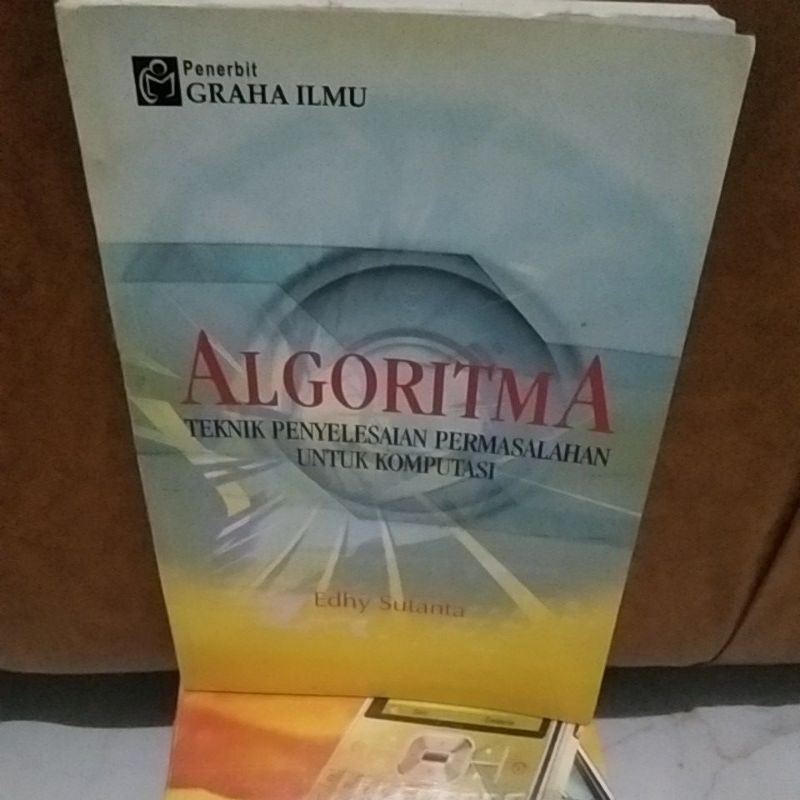 Penerbit
GRAHA ILMU
ALGORITMA
TEKNIK PENYELESAIAN PERMASALAHAN
UNTUK KOMPUTASI
Edhy Sutanta